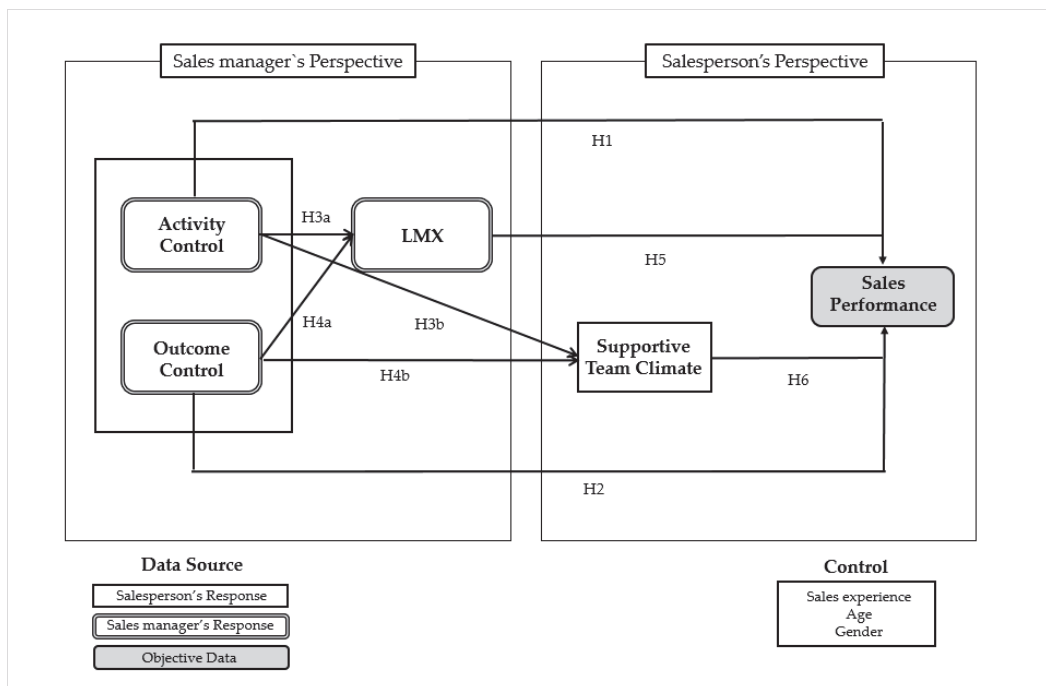 Sales manager`s Perspective
Salesperson's Perspective
H1
Activity
Control
H3a
LMX
H5
Sales
Performance
H4a
H3b
Outcome
Control
H4b
Supportive
Team Climate
H6
H2
Data Source
Salesperson's Response
Sales manager's Response
Objective Data
Control
Sales experience
Age
Gender